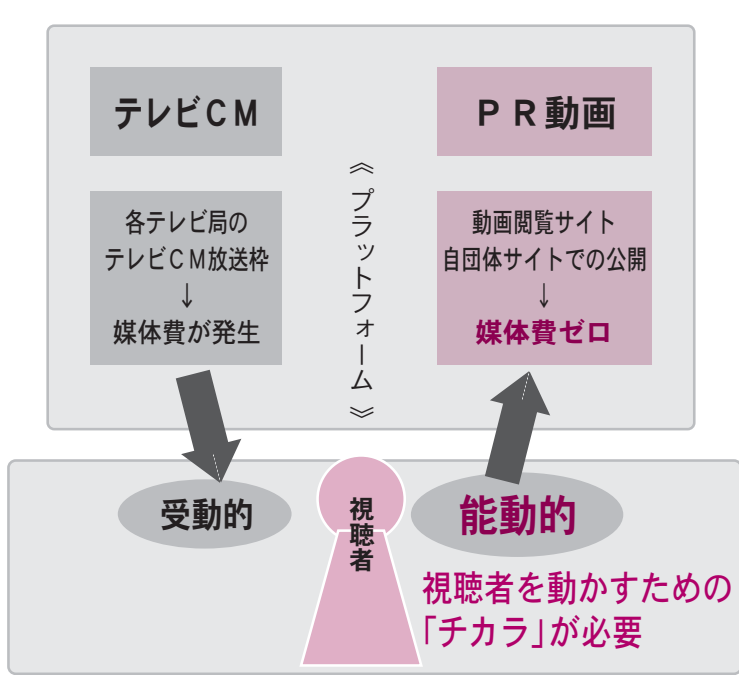 テレビCM
PR動画
各テレビ局の
テレビCM放送枠
↓
媒体費が発生
《プラットフォーム》
動画閲覧サイト
自団体サイトでの公開
↓
媒体費ゼロ
受動的
視聴者
能動的
視聴者を動かすための
「チカラ」が必要